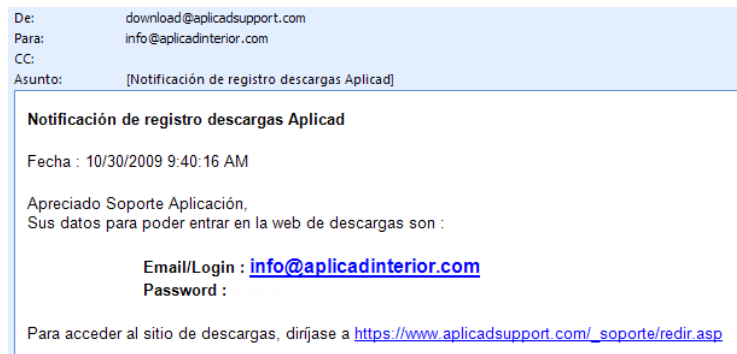 De: download@aplicadsupport.com
Para: info@aplicadinterior.com
CC:
Asunto: [Notificación de registro descargas Aplicad]
Notificación de registro descargas Aplicad
Fecha : 10/30/2009 9:40:16 AM
Apreciado Soporte Aplicación,
Sus datos para poder entrar en la web de descargas son :
Email/Login : info@aplicadinterior.com
Password :
Para acceder al sitio de descargas, diríjase a https://www.aplicadsupport.com/_soporte/redir.asp